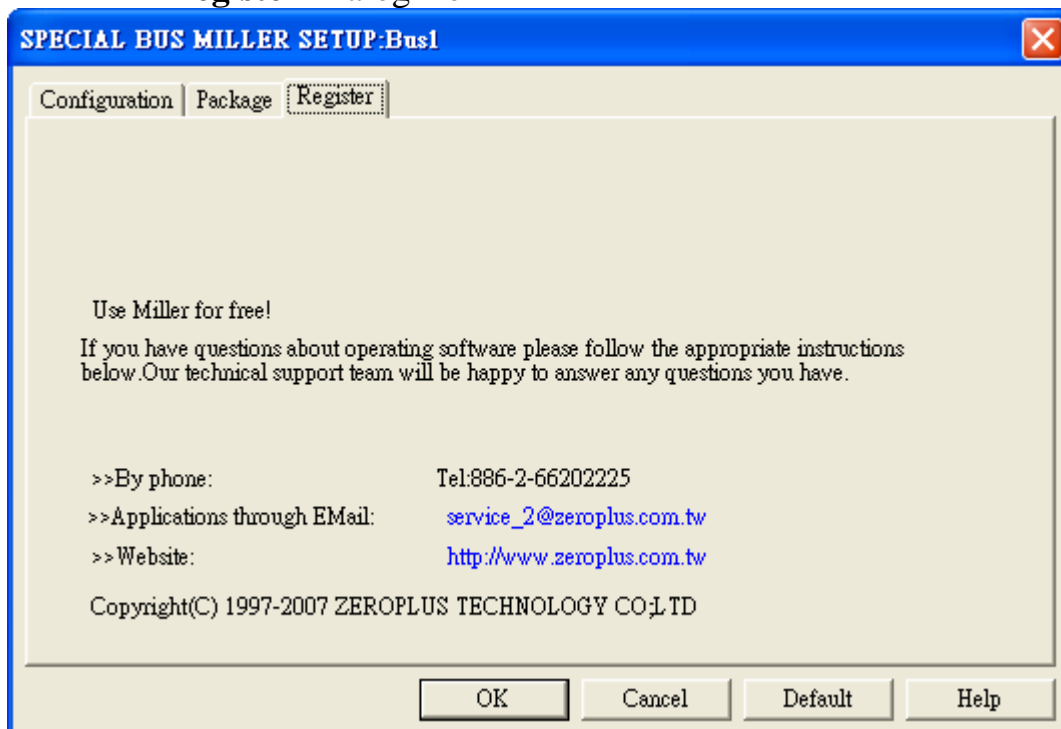 SPECIAL BUS MILLER SETUP:Bus1
Configuration Package Register
Use Miller for free!
If you have questions about operating software please follow the appropriate instructions
below.Our technical support team will be happy to answer any questions you have.
>>By phone: Tel:886-2-66202225
>>Applications through EMail: service_2@zeroplus.com.tw
>>Website: http://www.zeroplus.com.tw
Copyright(C) 1997-2007 ZEROPLUS TECHNOLOGY CO;LTD
OK Cancel Default Help